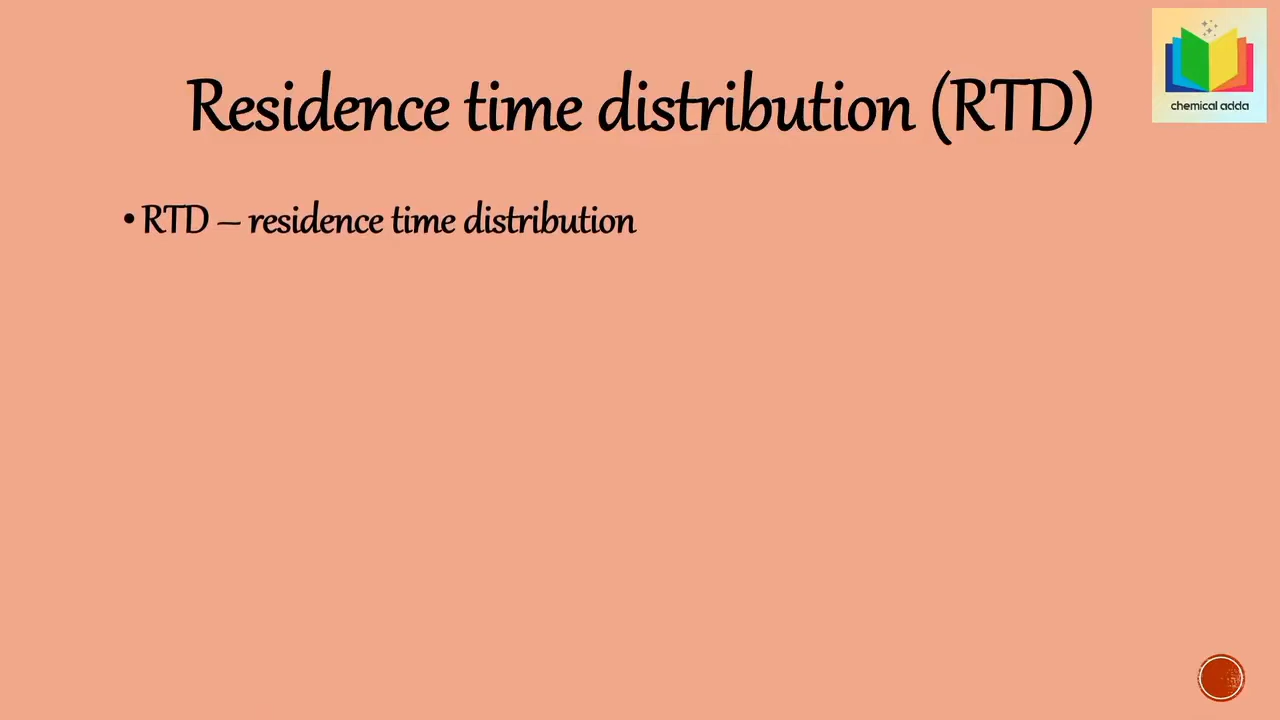 Residence time distribution (RTD)
chemical adda
• RTD – residence time distribution